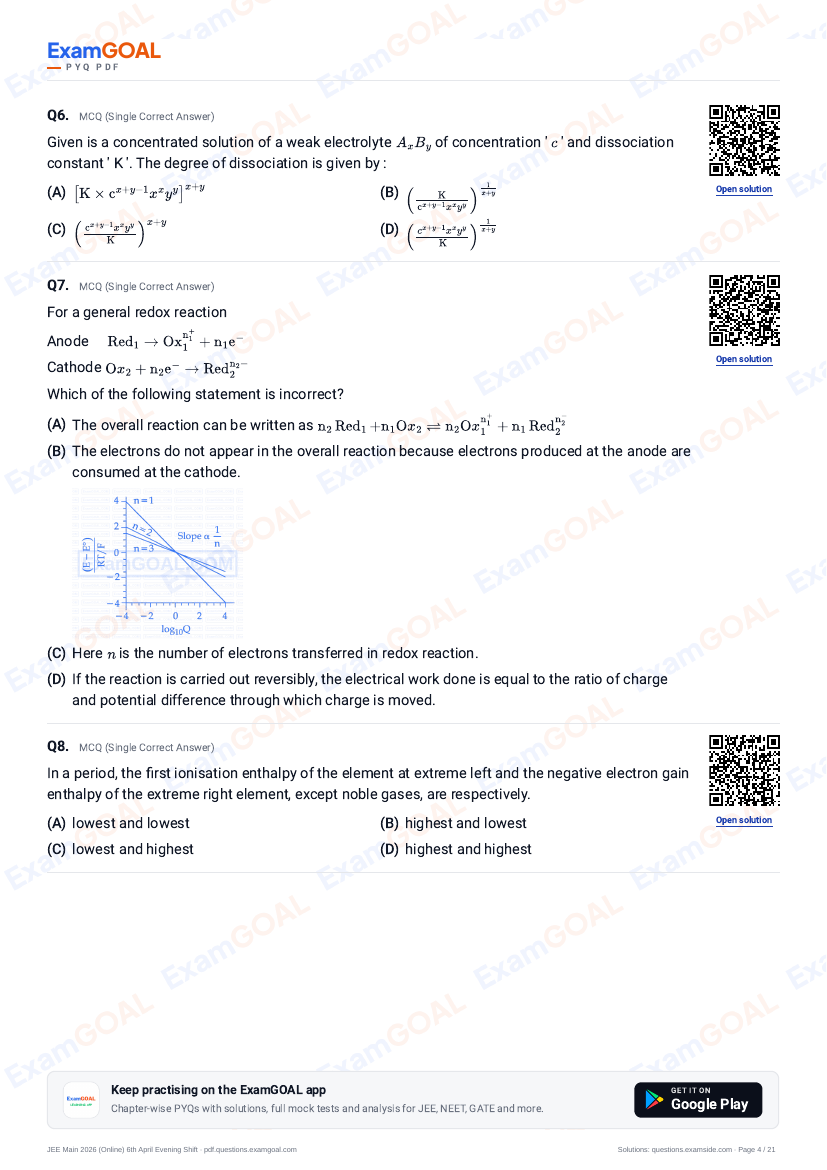 ExamGOAL
PYQ PDF
Q6. MCQ (Single Correct Answer)
Given is a concentrated solution of a weak electrolyte AₓBᵧ of concentration ' c ' and dissociation
constant ' K '. The degree of dissociation is given by :
(A) [K × c^{x+y−1}x^x y^y]^{x+y} (B) (K / c^{x+y−1}x^x y^y)^{1/(x+y)}
(C) (c^{x+y−1}x^x y^y / K)^{x+y} (D) (c^{x+y−1}x^x y^y / K)^{1/(x+y)}
Open solution
Q7. MCQ (Single Correct Answer)
For a general redox reaction
Anode Red₁ → Ox₁^{n₁⁺} + n₁e⁻
Cathode Ox₂ + n₂e⁻ → Red₂^{n₂−}
Open solution
Which of the following statement is incorrect?
(A) The overall reaction can be written as n₂ Red₁ +n₁Ox₂ ⇌ n₂Ox₁^{n₁⁺} + n₁ Red₂^{n₂⁻}
(B) The electrons do not appear in the overall reaction because electrons produced at the anode are
consumed at the cathode.
4 n=1
2 n=2
Slope α 1/n
(E − E°) / RT/F
0 n=3
ExamGOAL.COM
−2
−4
−4 −2 0 2 4
log₁₀Q
(C) Here n is the number of electrons transferred in redox reaction.
(D) If the reaction is carried out reversibly, the electrical work done is equal to the ratio of charge
and potential difference through which charge is moved.
Q8. MCQ (Single Correct Answer)
In a period, the first ionisation enthalpy of the element at extreme left and the negative electron gain
enthalpy of the extreme right element, except noble gases, are respectively.
(A) lowest and lowest (B) highest and lowest
Open solution
(C) lowest and highest (D) highest and highest
Keep practising on the ExamGOAL app
Chapter-wise PYQs with solutions, full mock tests and analysis for JEE, NEET, GATE and more.
GET IT ON
Google Play
JEE Main 2026 (Online) 6th April Evening Shift · pdf.questions.examgoal.com
Solutions: questions.examside.com · Page 4 / 21